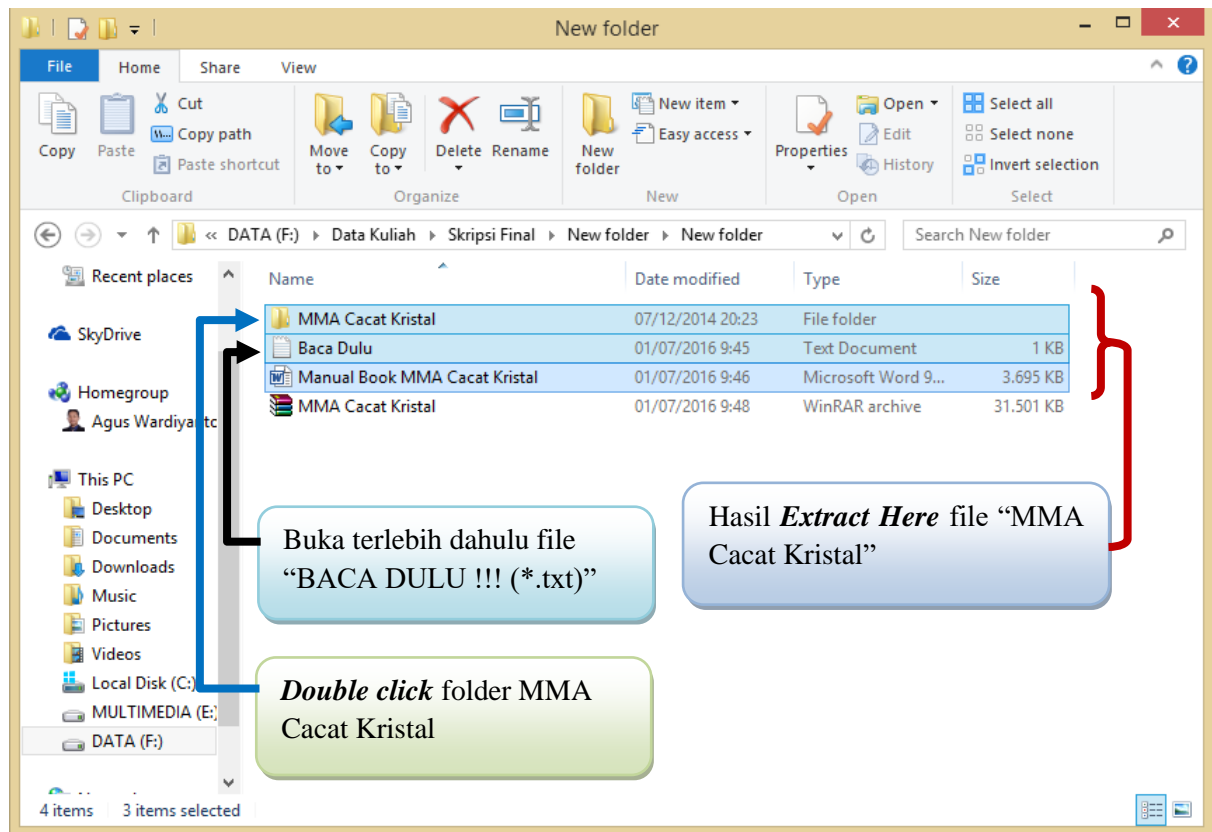 New folder
File Home Share View
Copy
Paste
Cut
Copy path
Paste shortcut
Clipboard
Move to
Copy to
Delete
Rename
Organize
New folder
New item
Easy access
New
Properties
Open
Edit
History
Open
Select all
Select none
Invert selection
Select
« DATA (F:) Data Kuliah Skripsi Final New folder New folder
Search New folder
Name Date modified Type Size
MMA Cacat Kristal 07/12/2014 20:23 File folder
Baca Dulu 01/07/2016 9:45 Text Document 1 KB
Manual Book MMA Cacat Kristal 01/07/2016 9:46 Microsoft Word 9... 3.695 KB
MMA Cacat Kristal 01/07/2016 9:48 WinRAR archive 31.501 KB
Recent places
SkyDrive
Homegroup
Agus
This PC
Desktop
Documents
Downloads
Music
Pictures
Videos
Local Disk (C:)
MULTIMEDIA (E:)
DATA (F:)
Buka terlebih dahulu file
“BACA DULU !!! (*.txt)”
Hasil Extract Here file “MMA
Cacat Kristal”
Double click folder MMA
Cacat Kristal
4 items 3 items selected